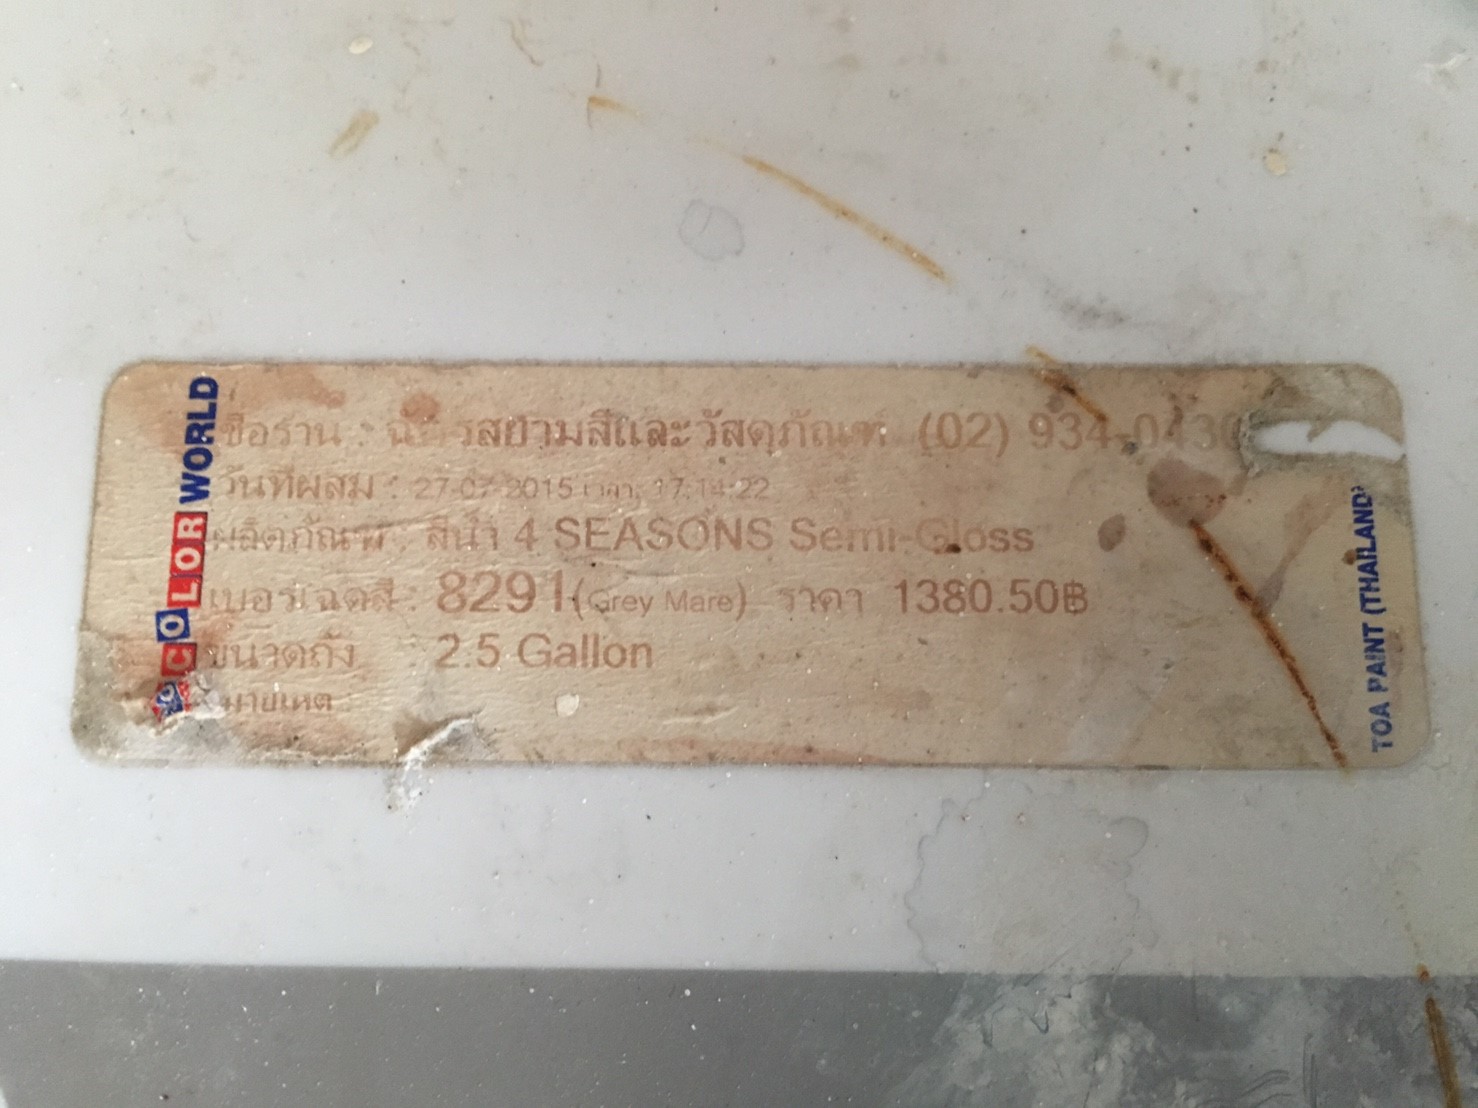 COLOR WORLD
ชื่อร้าน : ฉัตรสยามสีและวัสดุภัณฑ์ (02) 934-0430
วันที่ผสม : 27-07-2015 เวลา: 17:14:22
ผลิตภัณฑ์ : สีน้ำ 4 SEASONS Semi-Gloss
เบอร์เฉดสี : 8291 (Grey Mare) ราคา 1380.50฿
ขนาดถัง : 2.5 Gallon
หมายเหตุ :
TOA PAINT (THAILAND)